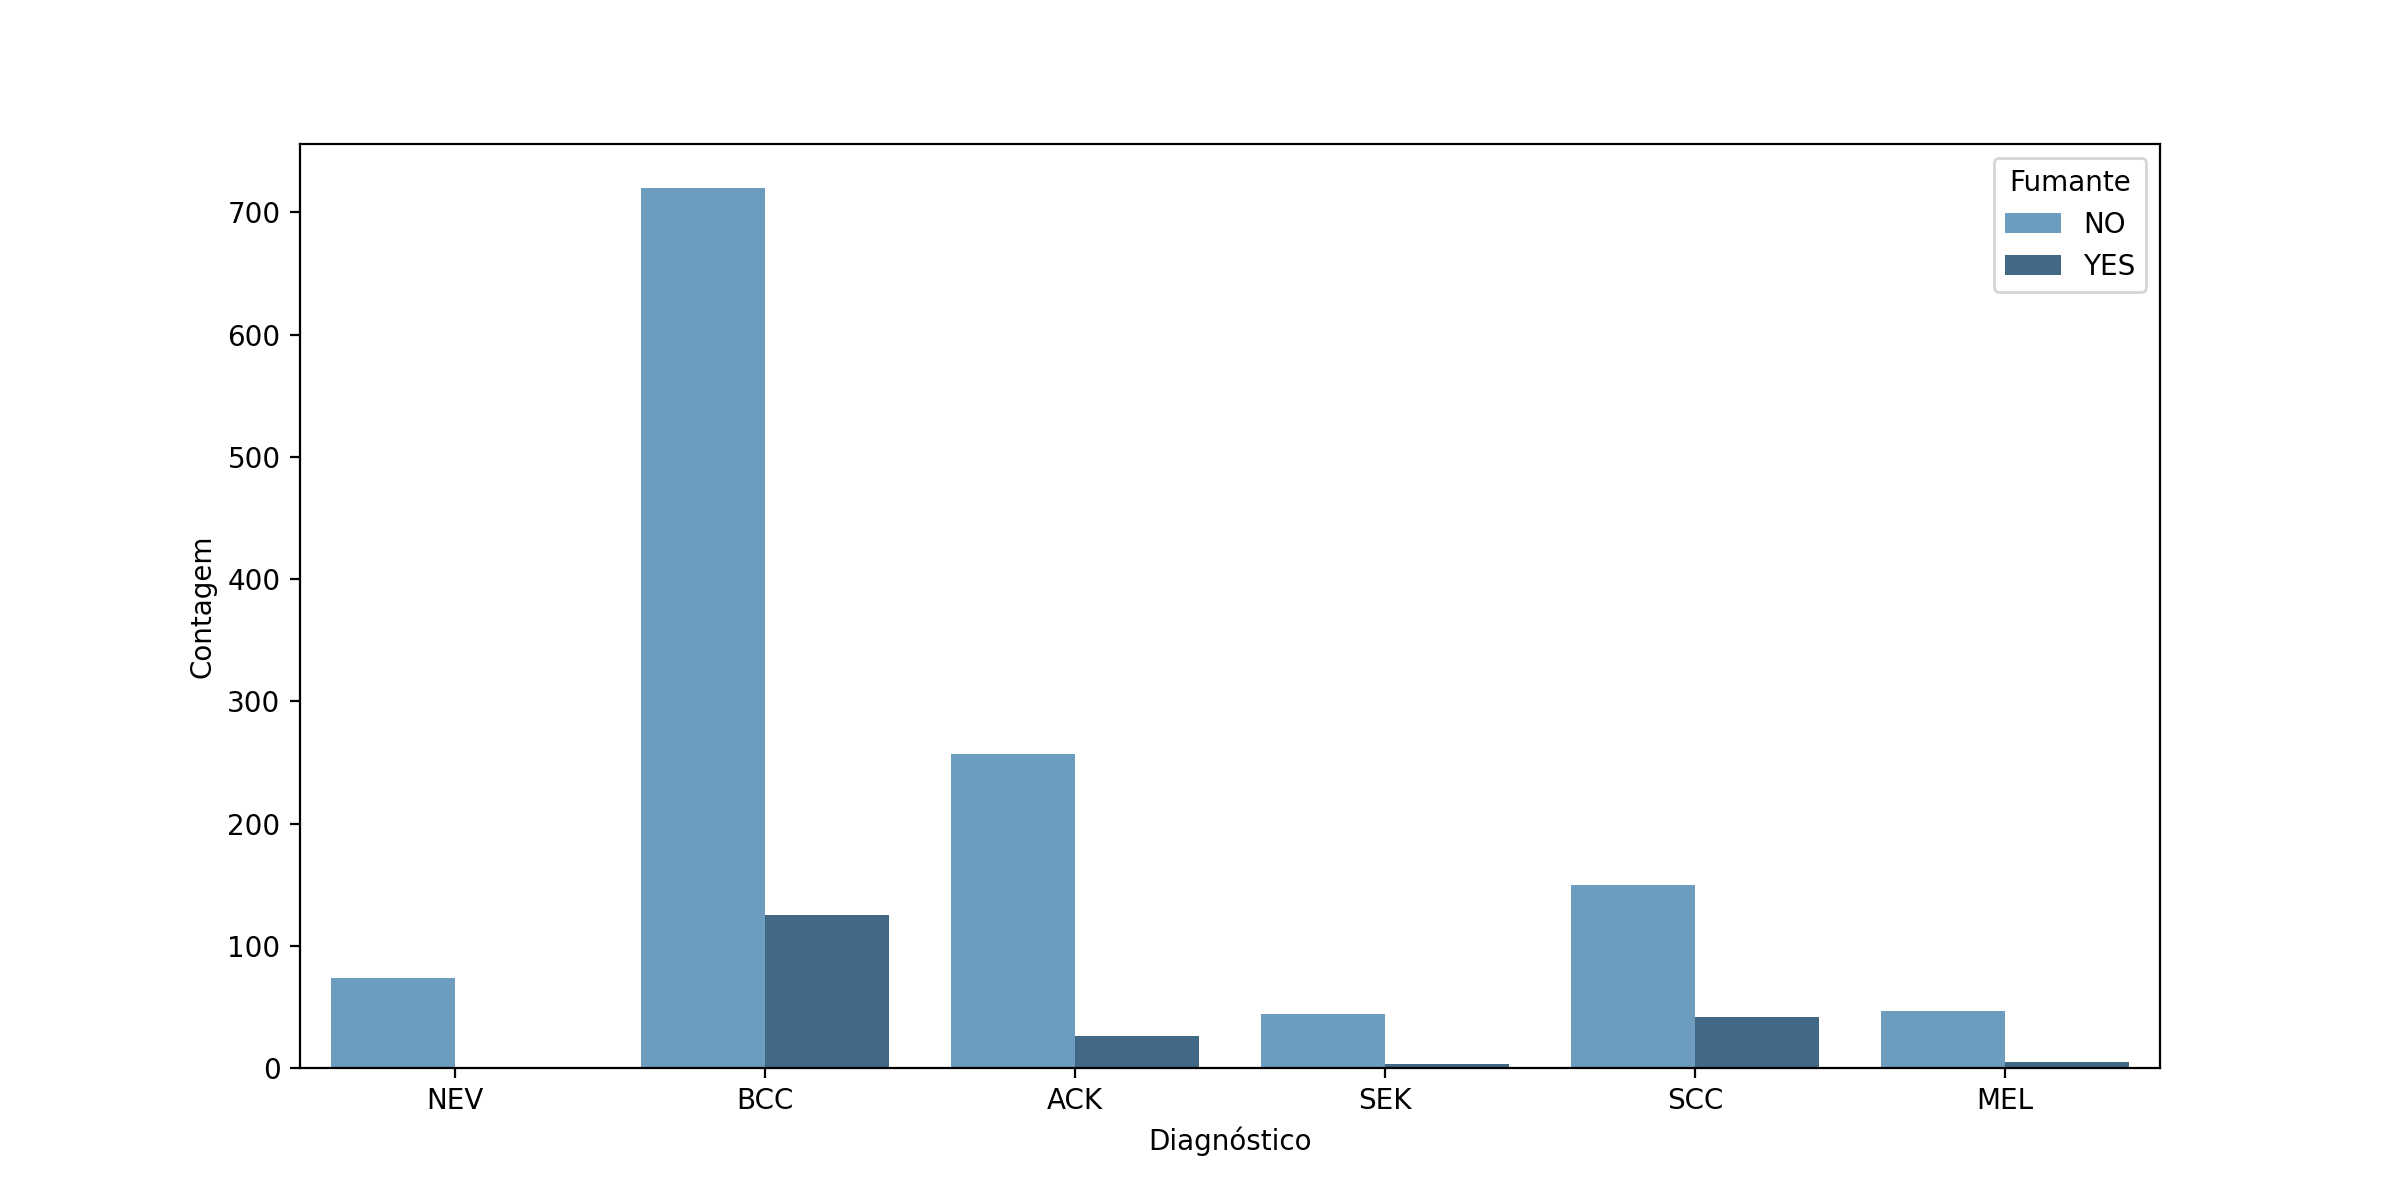 Fumante
NO
YES
700
600
500
400
300
200
100
0
Contagem
NEV BCC ACK SEK SCC MEL
Diagnóstico